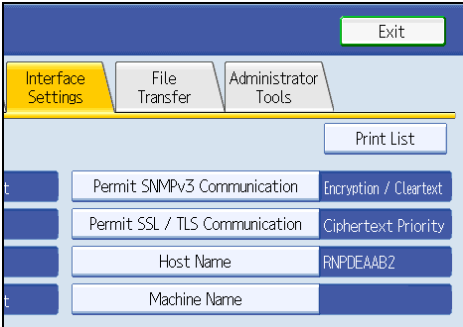 Exit
Interface
Settings
File
Transfer
Administrator
Tools
Print List
t
Permit SNMPv3 Communication
Encryption / Cleartext
Permit SSL / TLS Communication
Ciphertext Priority
Host Name
RNPDEAAB2
t
Machine Name